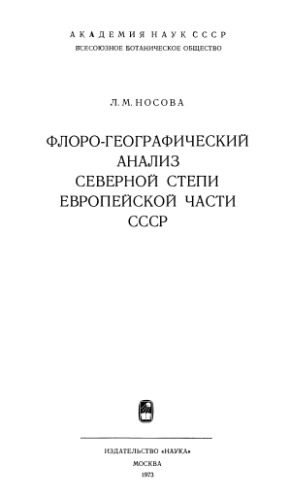 АКАДЕМИЯ НАУК СССР
ВСЕСОЮЗНОЕ БОТАНИЧЕСКОЕ ОБЩЕСТВО
Л. М. НОСОВА
ФЛОРО-ГЕОГРАФИЧЕСКИЙ
АНАЛИЗ
СЕВЕРНОЙ СТЕПИ
ЕВРОПЕЙСКОЙ ЧАСТИ
СССР
ИЗДАТЕЛЬСТВО «НАУКА»
МОСКВА
1973